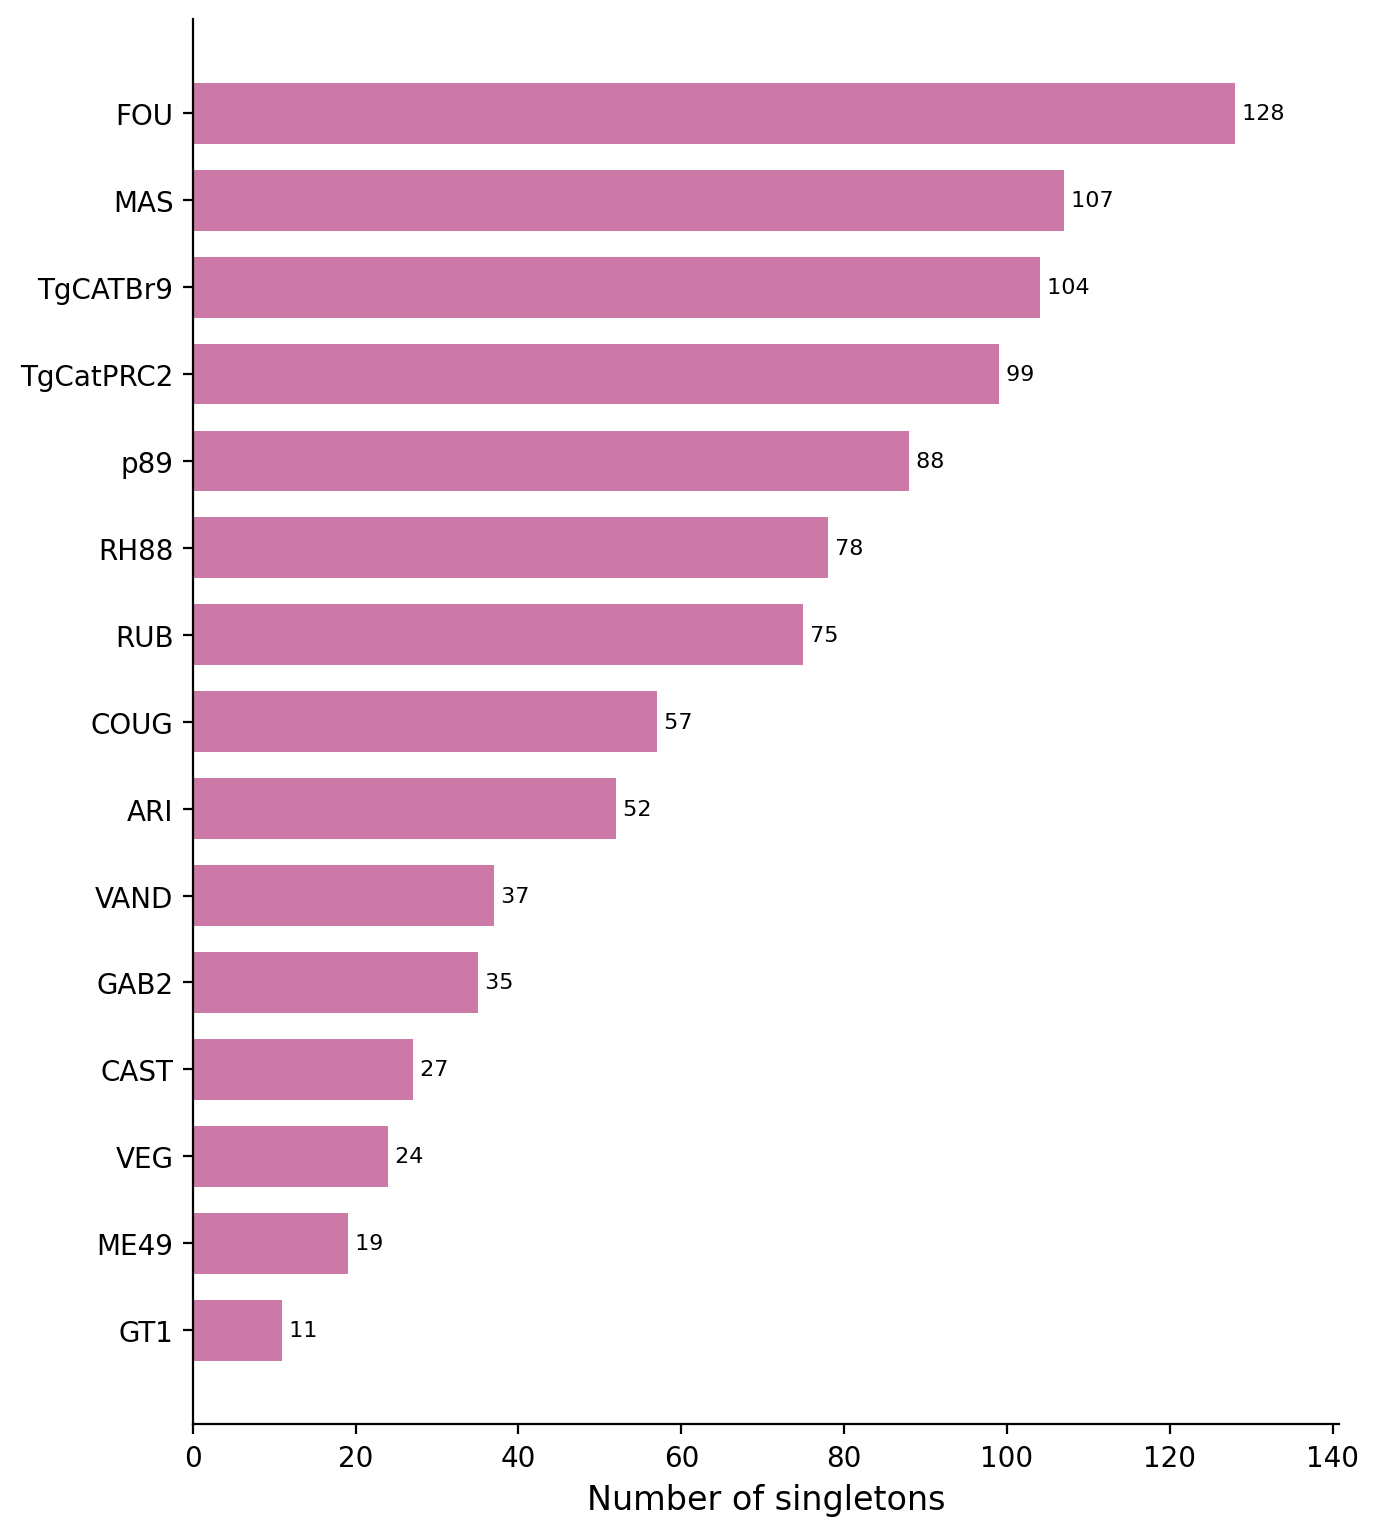 FOU 128
MAS 107
TgCATBr9 104
TgCatPRC2 99
p89 88
RH88 78
RUB 75
COUG 57
ARI 52
VAND 37
GAB2 35
CAST 27
VEG 24
ME49 19
GT1 11
0 20 40 60 80 100 120 140
Number of singletons